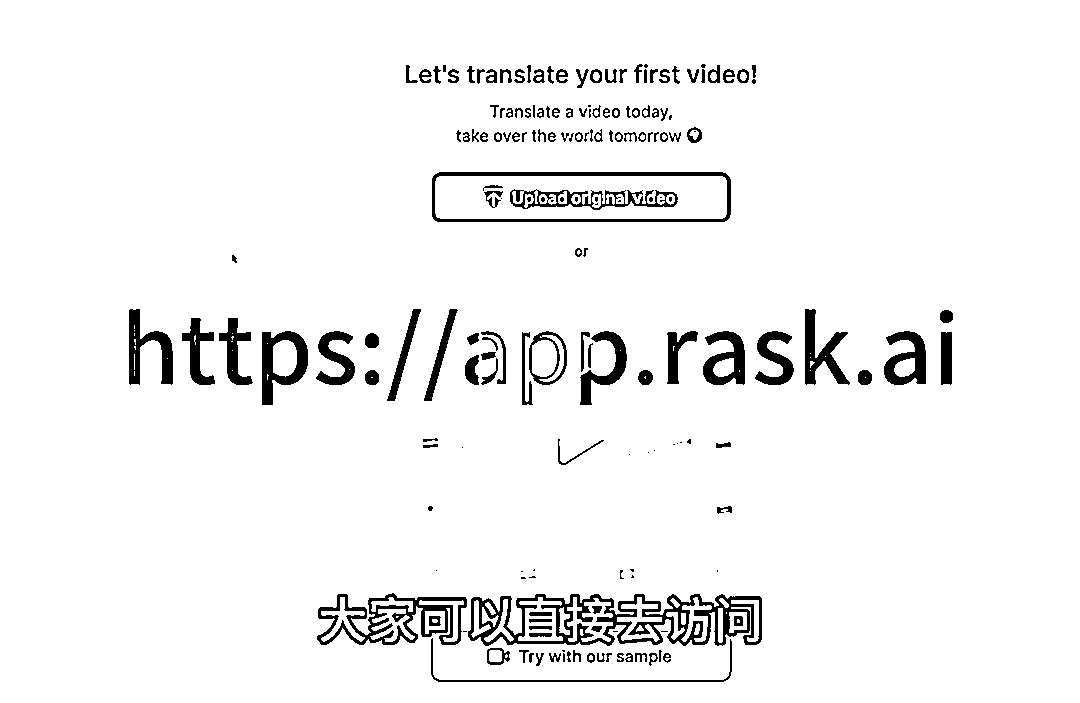 Let's translate your first video!
Translate a video today,
take over the world tomorrow
Upload original video
or
https://app.rask.ai
大家可以直接去访问
Try with our sample